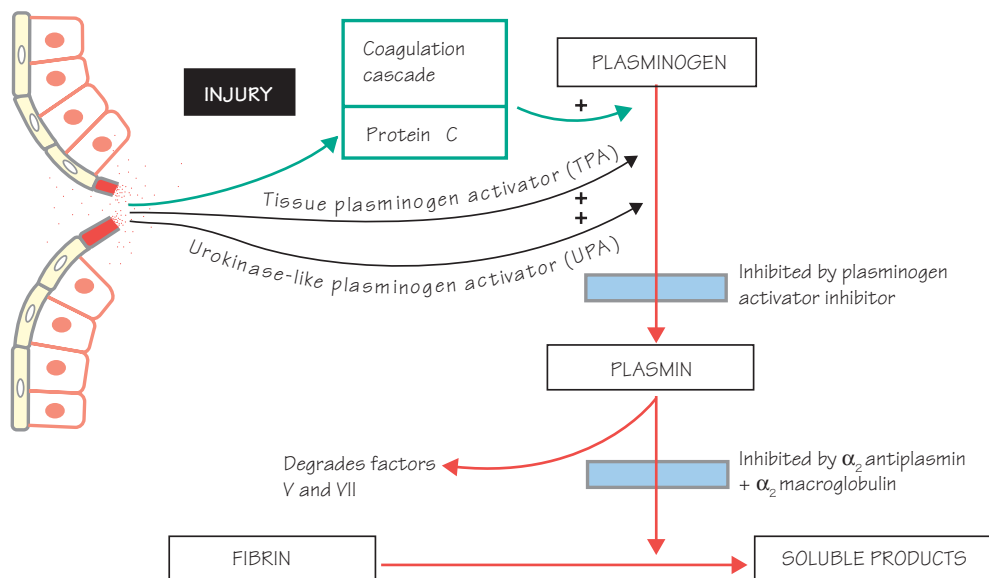 INJURY
Coagulation
cascade
Protein C
PLASMINOGEN
+
Tissue plasminogen activator (TPA)
+
+
Urokinase-like plasminogen activator (UPA)
Inhibited by plasminogen
activator inhibitor
PLASMIN
Degrades factors
V and VII
Inhibited by α₂ antiplasmin
+ α₂ macroglobulin
FIBRIN
SOLUBLE PRODUCTS